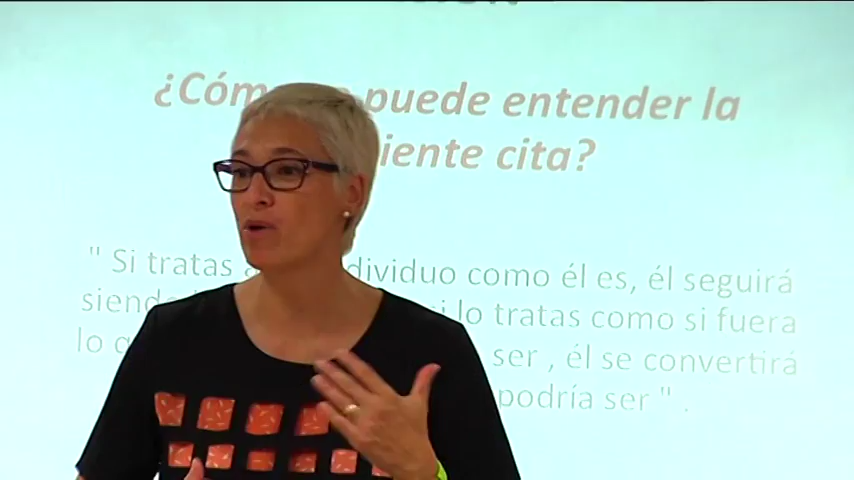 ¿Cóm puede entender la
iente cita?
" Si tratas a dividuo como él es, él seguirá
siend lo tratas como si fuera
lo q ser , él se convertirá
podría ser " .